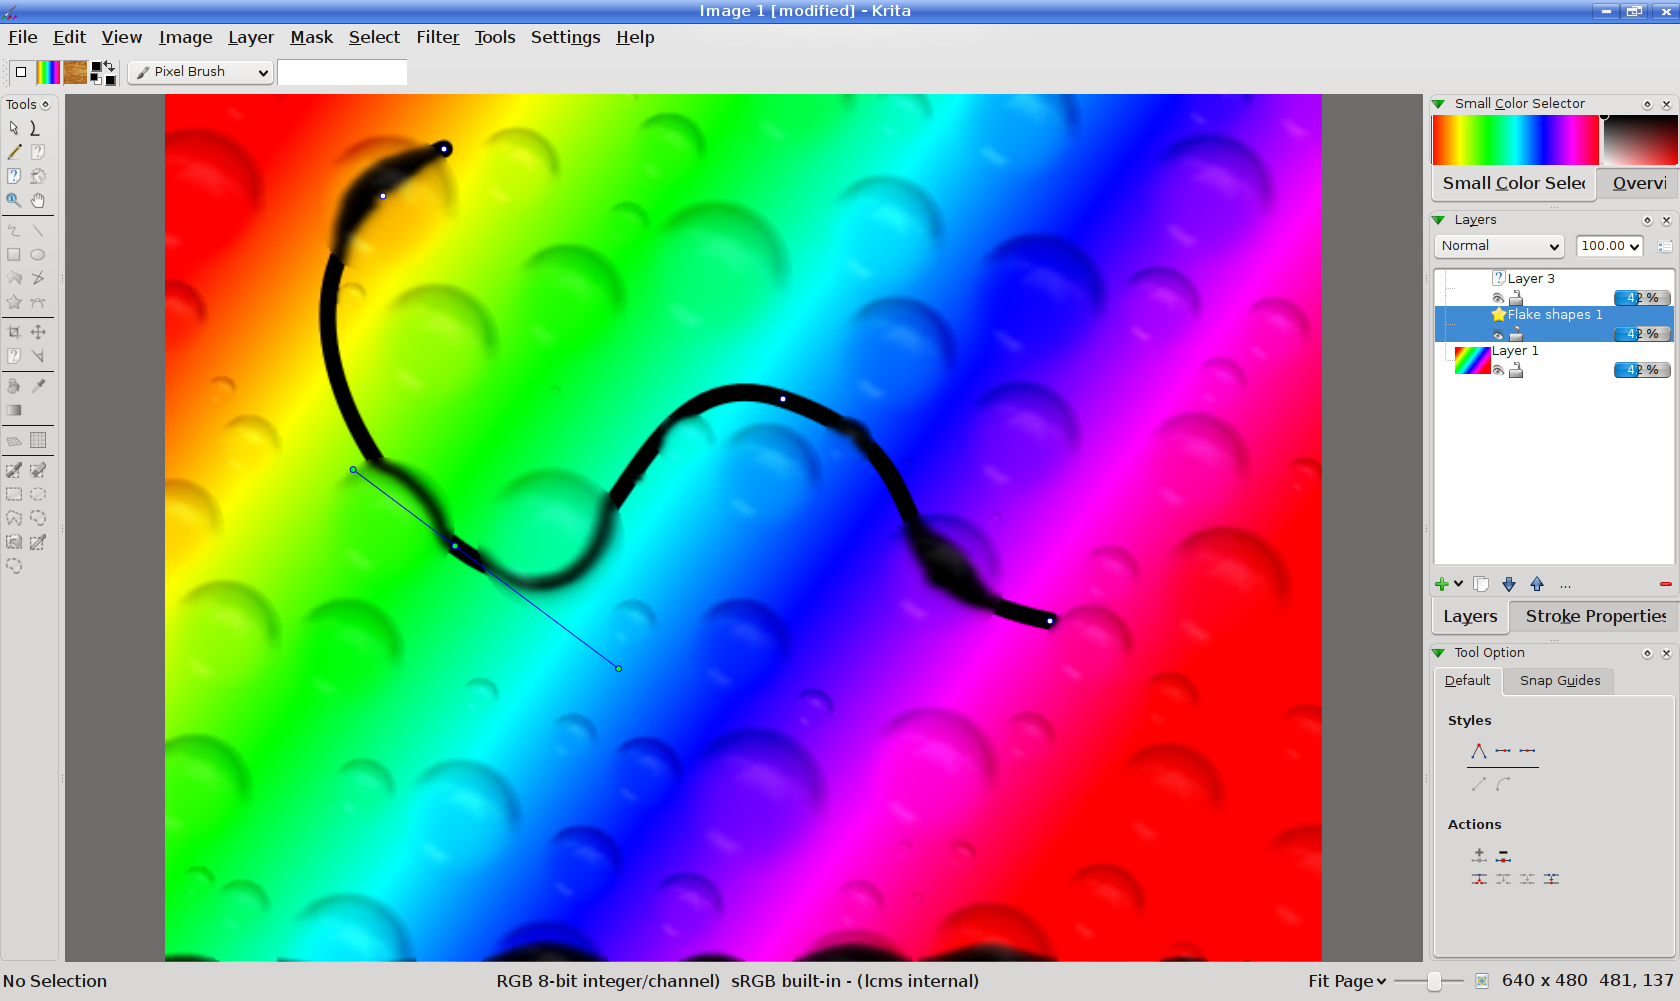 Image 1 [modified] - Krita
File Edit View Image Layer Mask Select Filter Tools Settings Help
Pixel Brush
Tools
Small Color Selector
Small Color Selec Overvi
Layers
Normal 100.00
Layer 3
42 %
Flake shapes 1
42 %
Layer 1
42 %
...
Layers Stroke Properties
Tool Option
Default Snap Guides
Styles
Actions
No Selection RGB 8-bit integer/channel) sRGB built-in - (lcms internal) Fit Page 640 x 480 481, 137